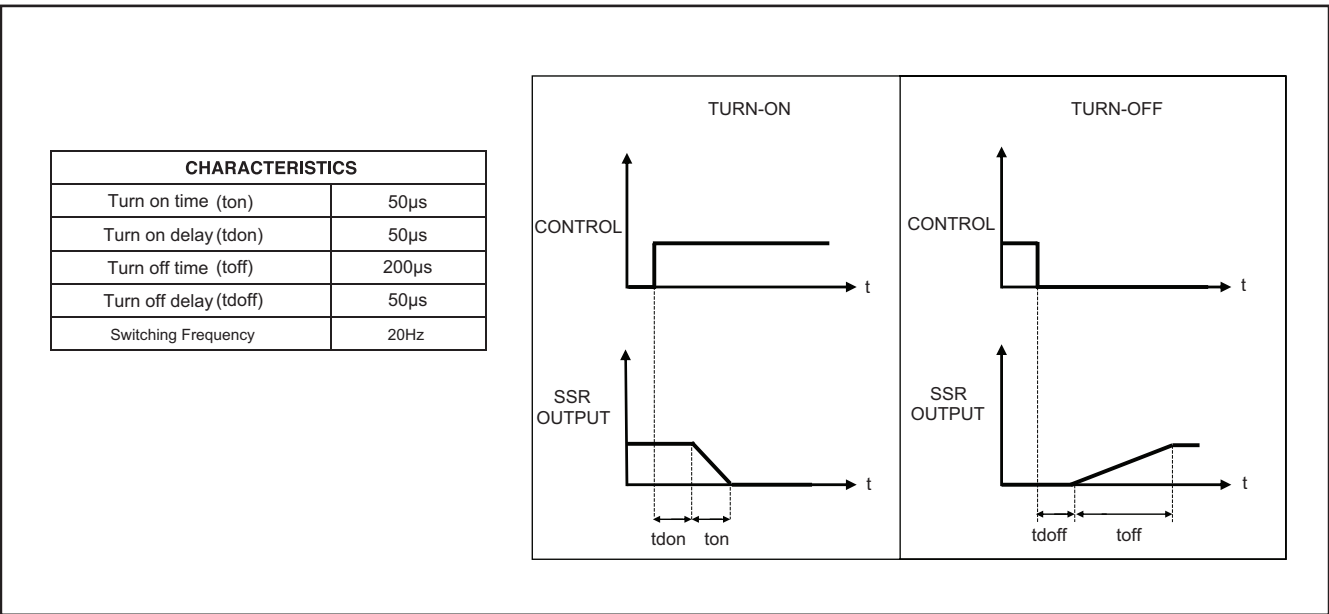 CHARACTERISTICS
Turn on time (ton) 50µs
Turn on delay (tdon) 50µs
Turn off time (toff) 200µs
Turn off delay (tdoff) 50µs
Switching Frequency 20Hz
TURN-ON
CONTROL
t
SSR
OUTPUT
t
tdon ton
TURN-OFF
CONTROL
t
SSR
OUTPUT
t
tdoff toff